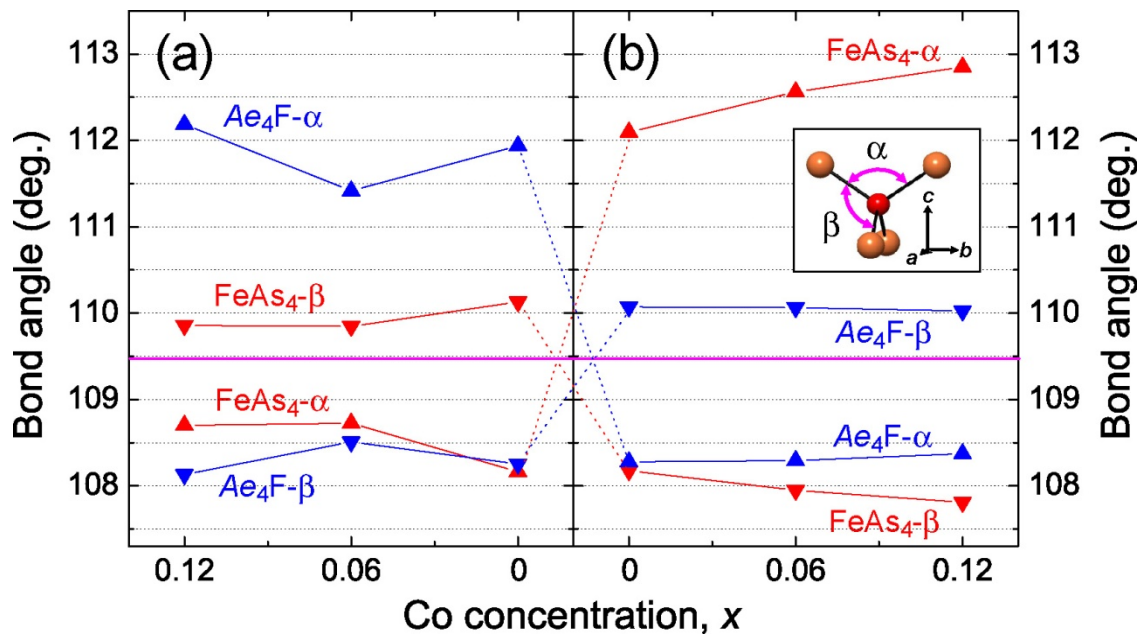 (a)
(b)
113
112
111
110
109
108
Bond angle (deg.)
Ae₄F-α
FeAs₄-β
FeAs₄-α
Ae₄F-β
FeAs₄-α
α
β
c
a
b
Ae₄F-β
Ae₄F-α
FeAs₄-β
113
112
111
110
109
108
Bond angle (deg.)
0.12
0.06
0
0
0.06
0.12
Co concentration, x